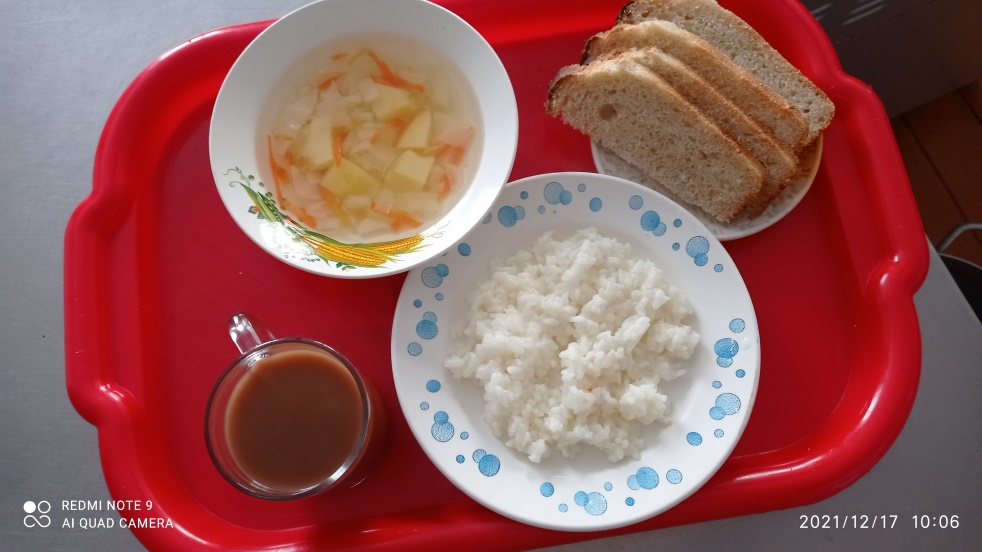 REDMI NOTE 9
AI QUAD CAMERA
2021/12/17 10:06